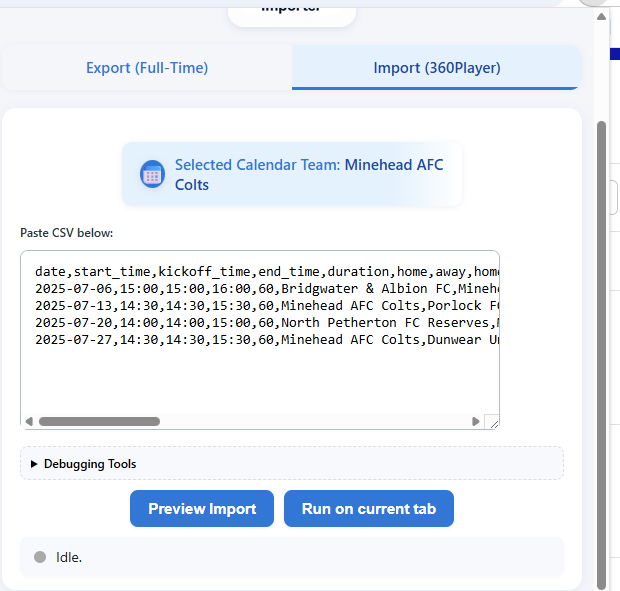 Importer
Export (Full-Time)
Import (360Player)
Selected Calendar Team: Minehead AFC
Colts
Paste CSV below:
date,start_time,kickoff_time,end_time,duration,home,away,hom
2025-07-06,15:00,15:00,16:00,60,Bridgwater & Albion FC,Mineh
2025-07-13,14:30,14:30,15:30,60,Minehead AFC Colts,Porlock F
2025-07-20,14:00,14:00,15:00,60,North Petherton FC Reserves,
2025-07-27,14:30,14:30,15:30,60,Minehead AFC Colts,Dunwear U
Debugging Tools
Preview Import
Run on current tab
Idle.